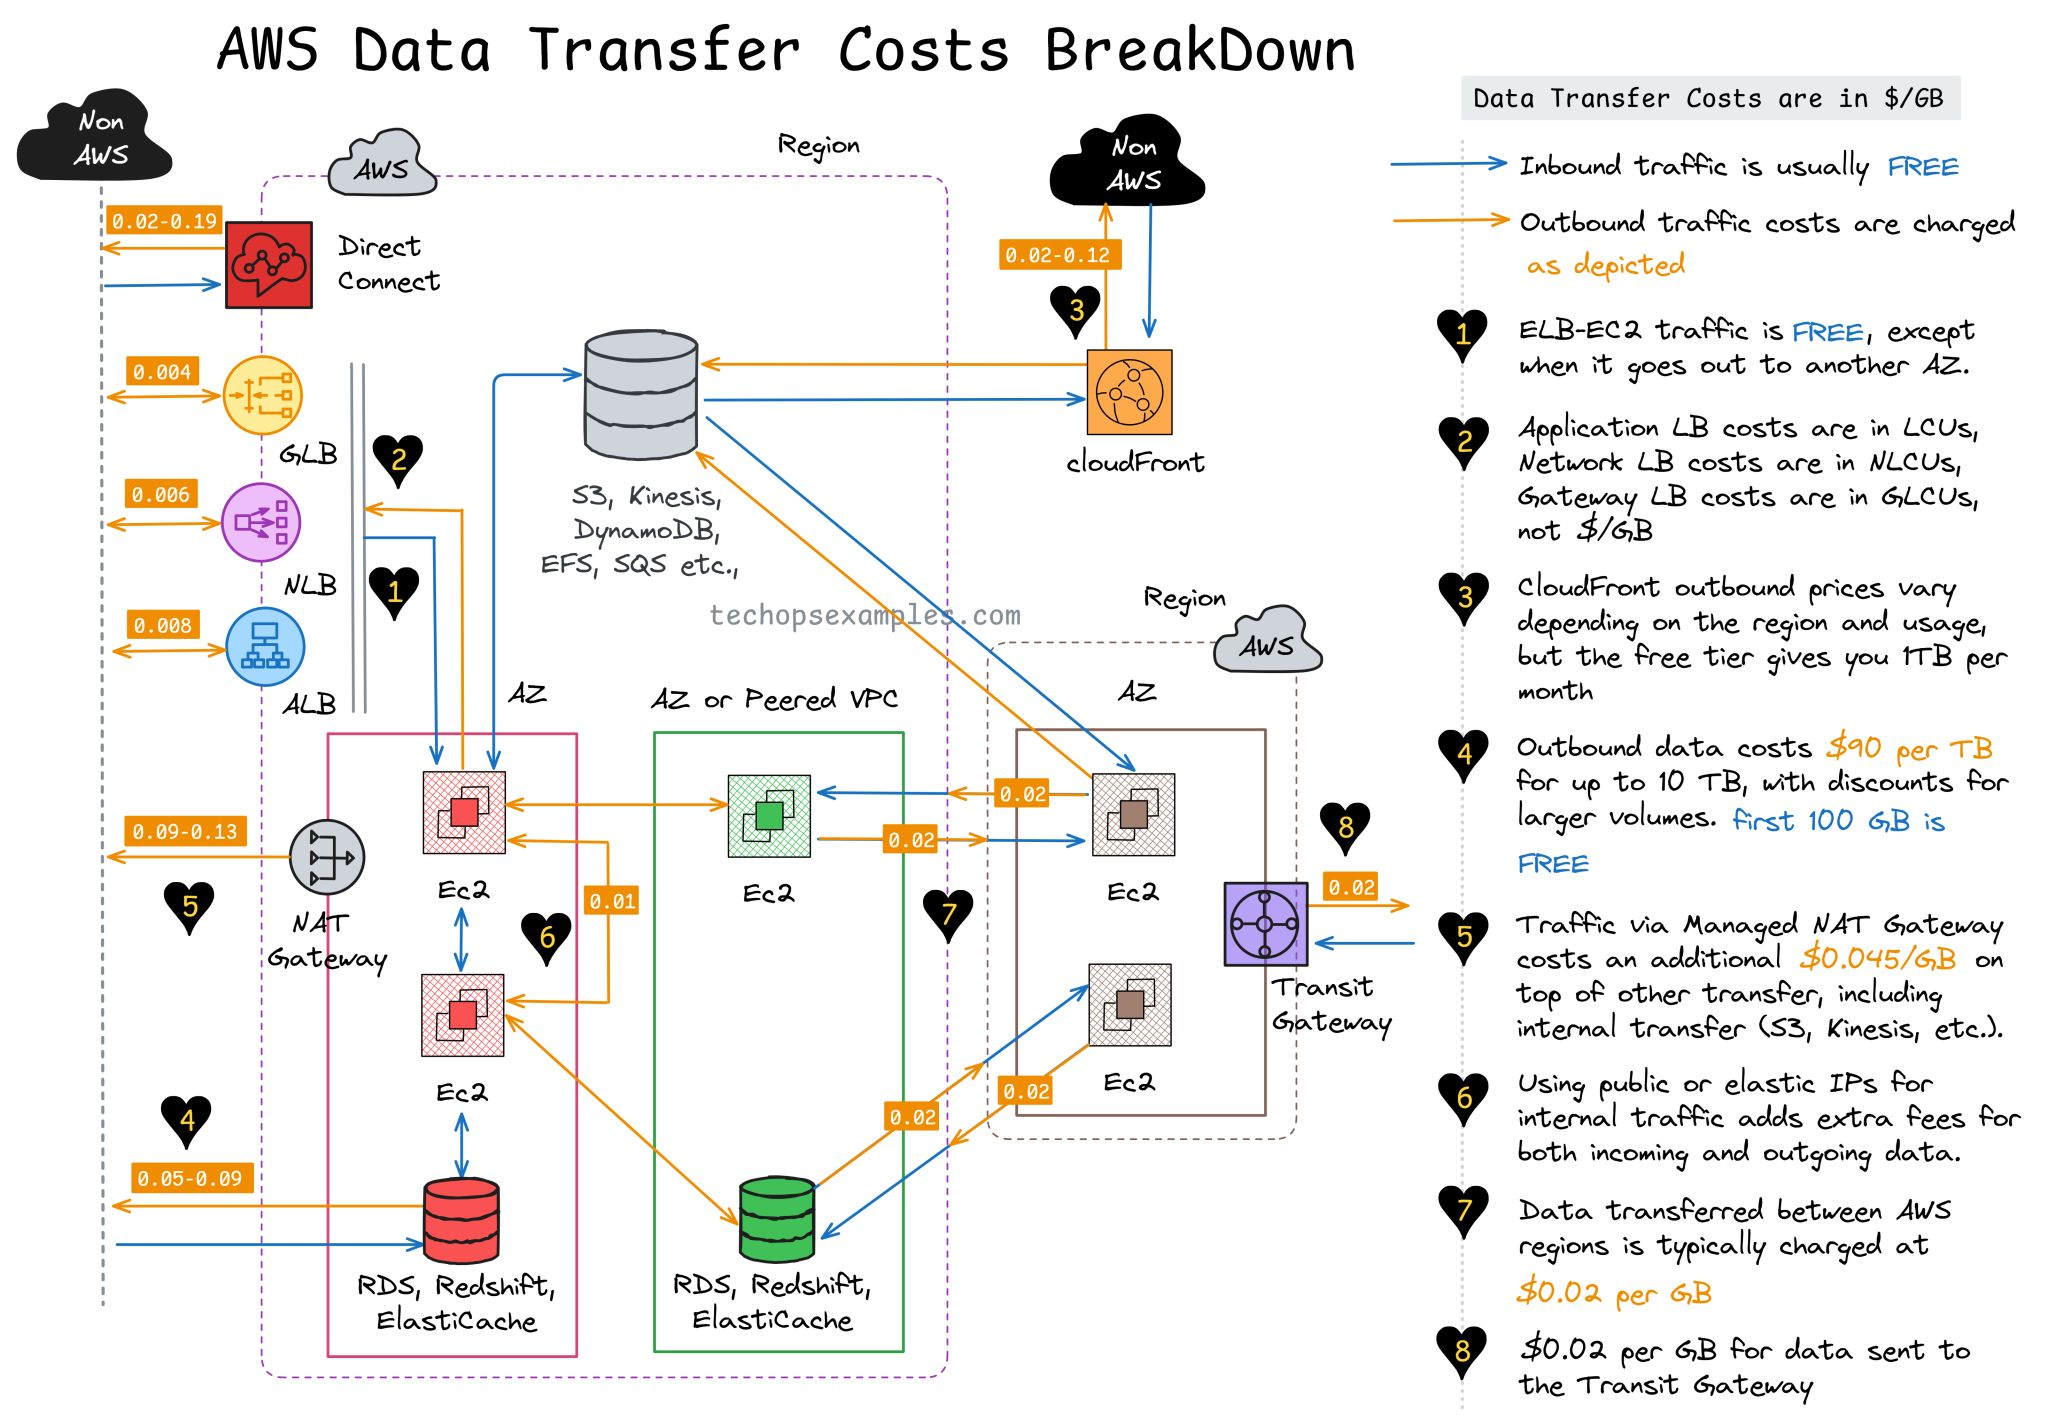 AWS Data Transfer Costs BreakDown
Non
AWS
AWS
Region
0.02-0.19
Direct
Connect
0.004
GLB
0.006
NLB
0.008
ALB
2
1
S3, Kinesis,
DynamoDB,
EFS, SQS etc.,
techopsexamples.com
Non
AWS
0.02-0.12
3
cloudFront
Region
AWS
AZ
AZ or Peered VPC
AZ
0.09-0.13
5
NAT
Gateway
Ec2
6
0.01
Ec2
4
0.05-0.09
RDS, Redshift,
ElastiCache
Ec2
0.02
0.02
7
0.02
0.02
RDS, Redshift,
ElastiCache
Ec2
Ec2
8
0.02
Transit
Gateway
Data Transfer Costs are in $/GB
Inbound traffic is usually FREE
Outbound traffic costs are charged
as depicted
1
ELB-EC2 traffic is FREE, except
when it goes out to another AZ.
2
Application LB costs are in LCUs,
Network LB costs are in NLCUs,
Gateway LB costs are in GLCUs,
not $/GB
3
CloudFront outbound prices vary
depending on the region and usage,
but the free tier gives you 1TB per
month
4
Outbound data costs $90 per TB
for up to 10 TB, with discounts for
larger volumes. first 100 GB is
FREE
5
Traffic via Managed NAT Gateway
costs an additional $0.045/GB on
top of other transfer, including
internal transfer (S3, Kinesis, etc.).
6
Using public or elastic IPs for
internal traffic adds extra fees for
both incoming and outgoing data.
7
Data transferred between AWS
regions is typically charged at
$0.02 per GB
8
$0.02 per GB for data sent to
the Transit Gateway